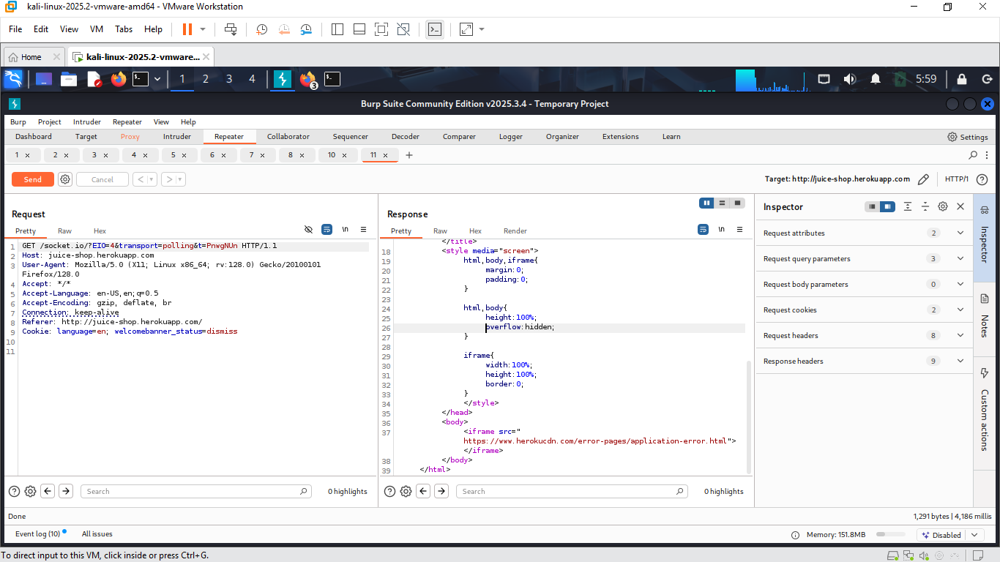 kali-linux-2025.2-vmware-amd64 - VMware Workstation
File Edit View VM Tabs Help
Home kali-linux-2025.2-vmware...
1 2 3 4 3 5:59
Burp Suite Community Edition v2025.3.4 - Temporary Project
Burp Project Intruder Repeater View Help
Dashboard Target Proxy Intruder Repeater Collaborator Sequencer Decoder Comparer Logger Organizer Extensions Learn Settings
1 × 2 × 3 × 4 × 5 × 6 × 7 × 8 × 10 × 11 × +
Send Cancel < > Target: http://juice-shop.herokuapp.com HTTP/1
Request
Pretty Raw Hex \n
1 GET /socket.io/?EIO=4&transport=polling&t=PnwgNUn HTTP/1.1
2 Host: juice-shop.herokuapp.com
3 User-Agent: Mozilla/5.0 (X11; Linux x86_64; rv:128.0) Gecko/20100101
Firefox/128.0
4 Accept: */*
5 Accept-Language: en-US,en;q=0.5
6 Accept-Encoding: gzip, deflate, br
7 Connection: keep-alive
8 Referer: http://juice-shop.herokuapp.com/
9 Cookie: language=en; welcomebanner_status=dismiss
10
11
Search 0 highlights
Response
Pretty Raw Hex Render \n
</title>
18 <style media="screen">
19 html,body,iframe{
20 margin:0;
21 padding:0;
22 }
23
24 html,body{
25 height:100%;
26 overflow:hidden;
27 }
28
29 iframe{
30 width:100%;
31 height:100%;
32 border:0;
33 }
34 </style>
35 </head>
36 <body>
37 <iframe src="
https://www.herokucdn.com/error-pages/application-error.html">
</iframe>
38 </body>
39 </html>
Search 0 highlights
Inspector
Request attributes 2
Request query parameters 3
Request body parameters 0
Request cookies 2
Request headers 8
Response headers 9
Inspector
Notes
Custom actions
Done 1,291 bytes | 4,186 millis
Event log (10) All issues Memory: 151.8MB Disabled
To direct input to this VM, click inside or press Ctrl+G.